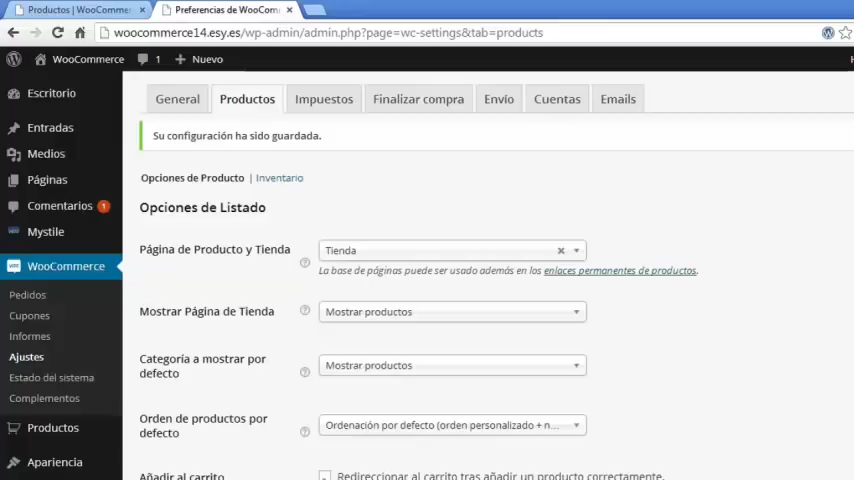 Productos | WooCommer
Preferencias de WooCom
woocommerce14.esy.es/wp-admin/admin.php?page=wc-settings&tab=products
WooCommerce 1 + Nuevo
Escritorio
Entradas
Medios
Páginas
Comentarios 1
Mystile
WooCommerce
Pedidos
Cupones
Informes
Ajustes
Estado del sistema
Complementos
Productos
Apariencia
General Productos Impuestos Finalizar compra Envío Cuentas Emails
Su configuración ha sido guardada.
Opciones de Producto | Inventario
Opciones de Listado
Página de Producto y Tienda
Tienda
La base de páginas puede ser usado además en los enlaces permanentes de productos.
Mostrar Página de Tienda
Mostrar productos
Categoría a mostrar por
defecto
Mostrar productos
Orden de productos por
defecto
Ordenación por defecto (orden personalizado + n...
Añadir al carrito
Redireccionar al carrito tras añadir un producto correctamente.